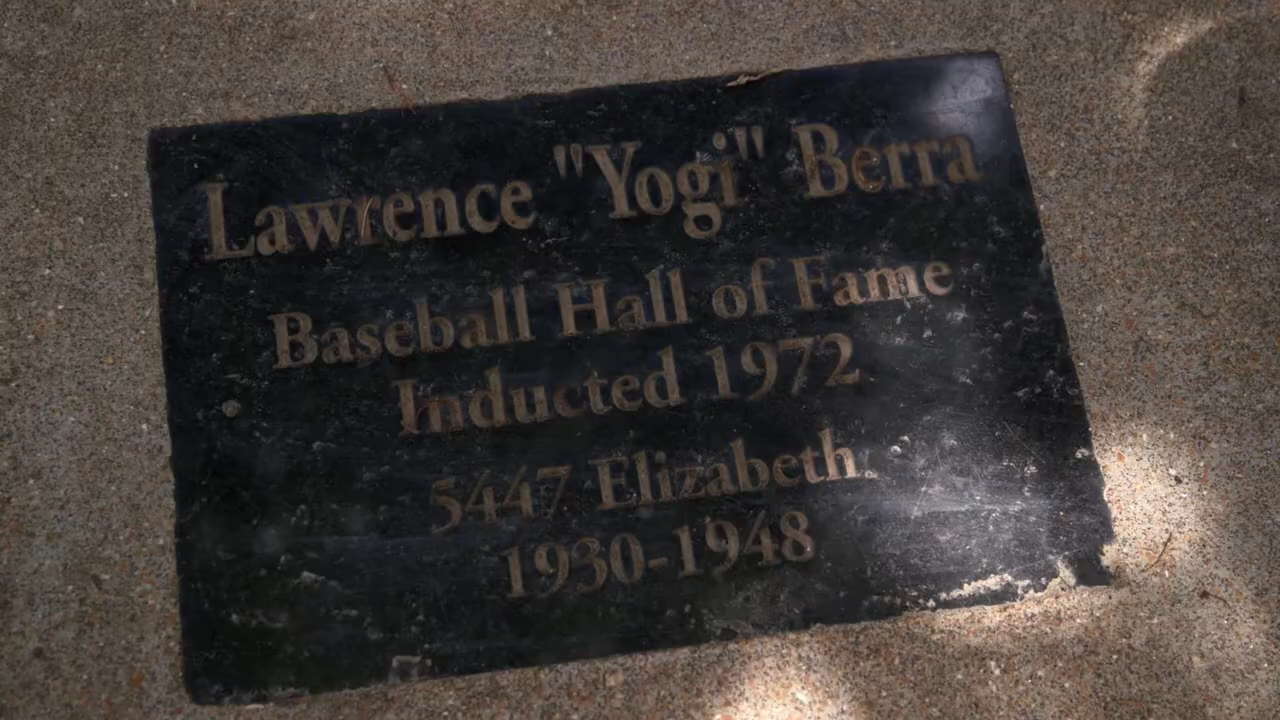 Lawrence "Yogi" Berra
Baseball Hall of Fame
Inducted 1972
5447 Elizabeth
1930-1948